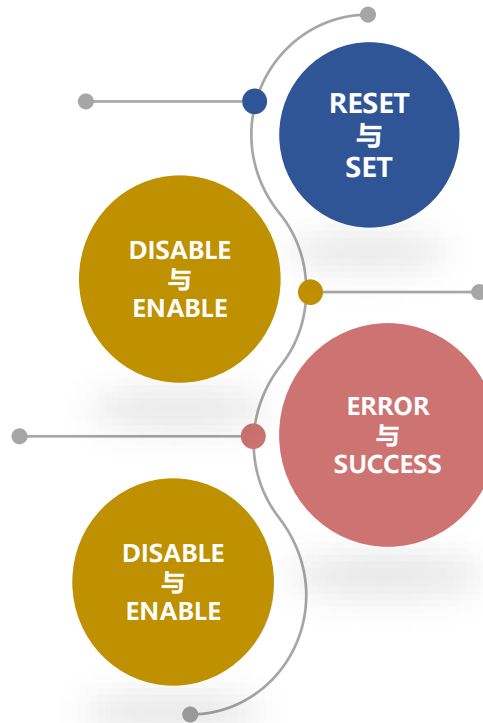 RESET
与
SET
DISABLE
与
ENABLE
ERROR
与
SUCCESS
DISABLE
与
ENABLE